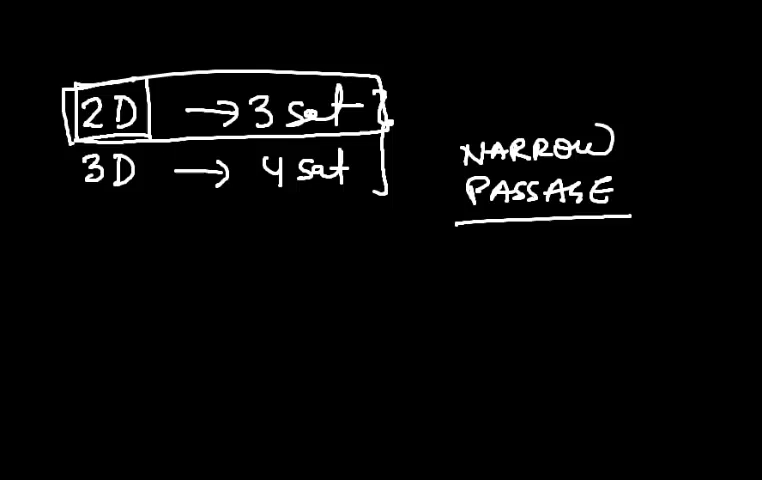 2D → 3 sat
3D → 4 sat
NARROW
PASSAGE